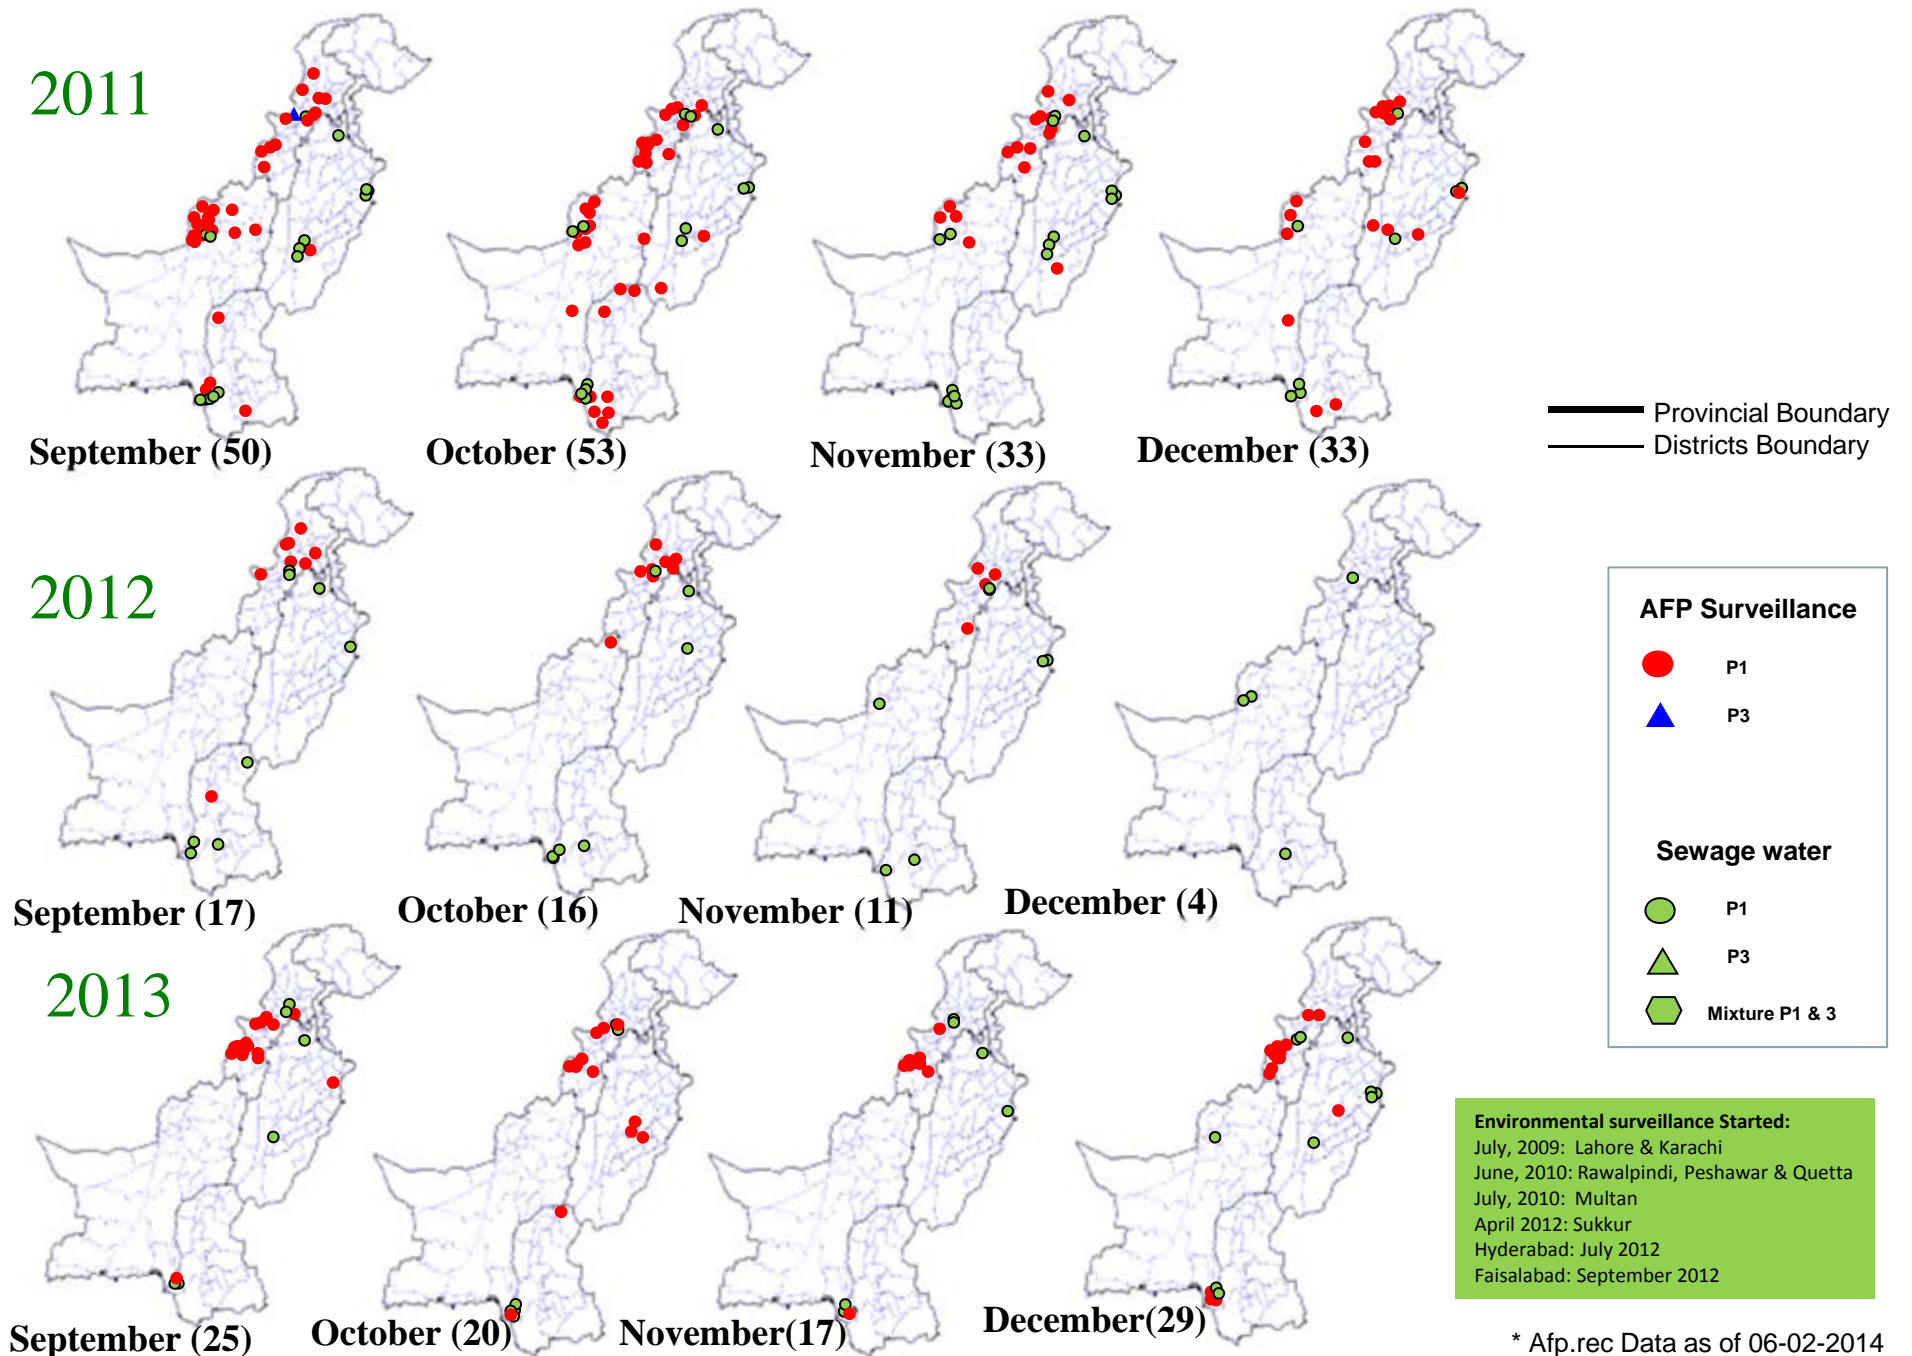 2011
September (50)
October (53)
November (33)
December (33)
Provincial Boundary
Districts Boundary
2012
September (17)
October (16)
November (11)
December (4)
AFP Surveillance
P1
P3
Sewage water
P1
P3
Mixture P1 & 3
2013
September (25)
October (20)
November(17)
December(29)
Environmental surveillance Started:
July, 2009:  Lahore & Karachi
June, 2010: Rawalpindi, Peshawar & Quetta
July, 2010:  Multan
April 2012: Sukkur
Hyderabad: July 2012
Faisalabad: September 2012
* Afp.rec Data as of 06-02-2014